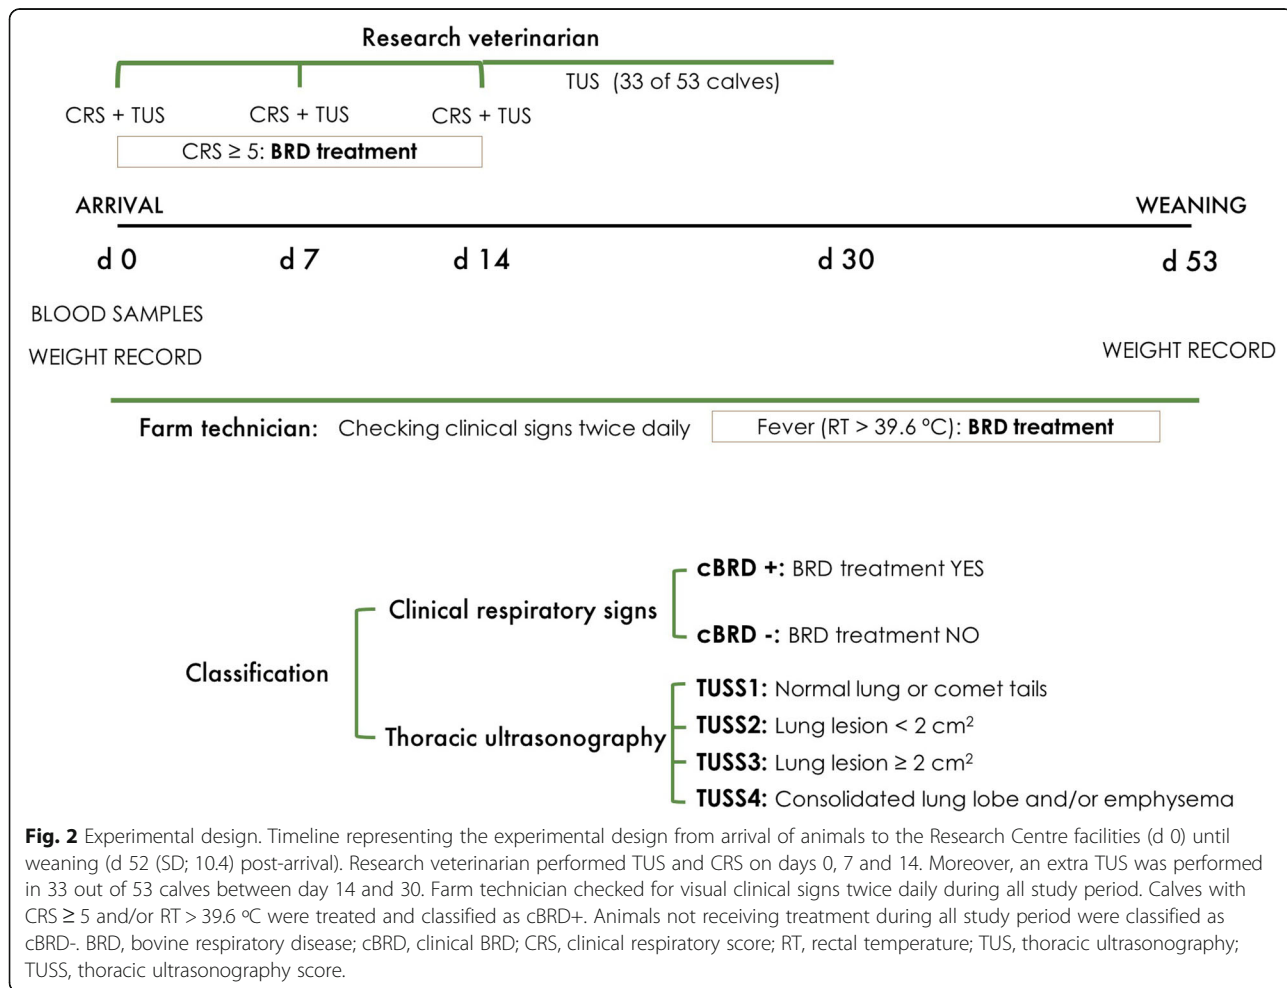 Research veterinarian
TUS (33 of 53 calves)
CRS + TUS CRS + TUS CRS + TUS
CRS ≥ 5: BRD treatment
ARRIVAL WEANING
d 0 d 7 d 14 d 30 d 53
BLOOD SAMPLES
WEIGHT RECORD WEIGHT RECORD
Farm technician: Checking clinical signs twice daily Fever (RT > 39.6 ºC): BRD treatment
cBRD +: BRD treatment YES
Clinical respiratory signs
cBRD -: BRD treatment NO
Classification
TUSS1: Normal lung or comet tails
TUSS2: Lung lesion < 2 cm²
Thoracic ultrasonography
TUSS3: Lung lesion ≥ 2 cm²
TUSS4: Consolidated lung lobe and/or emphysema
Fig. 2 Experimental design. Timeline representing the experimental design from arrival of animals to the Research Centre facilities (d 0) until
weaning (d 52 (SD; 10.4) post-arrival). Research veterinarian performed TUS and CRS on days 0, 7 and 14. Moreover, an extra TUS was performed
in 33 out of 53 calves between day 14 and 30. Farm technician checked for visual clinical signs twice daily during all study period. Calves with
CRS ≥ 5 and/or RT > 39.6 ºC were treated and classified as cBRD+. Animals not receiving treatment during all study period were classified as
cBRD-. BRD, bovine respiratory disease; cBRD, clinical BRD; CRS, clinical respiratory score; RT, rectal temperature; TUS, thoracic ultrasonography;
TUSS, thoracic ultrasonography score.